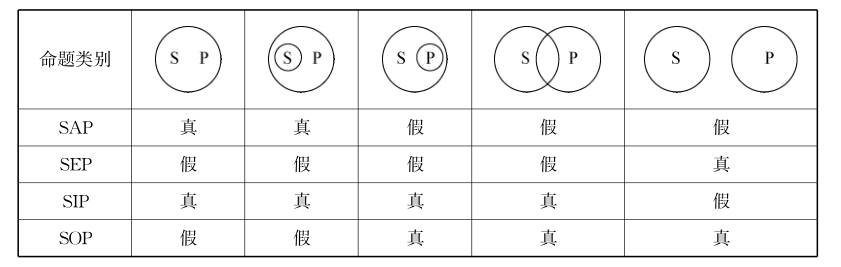 命题类别 S P S P S P S P S P
SAP 真 真 假 假 假
SEP 假 假 假 假 真
SIP 真 真 真 真 假
SOP 假 假 真 真 真